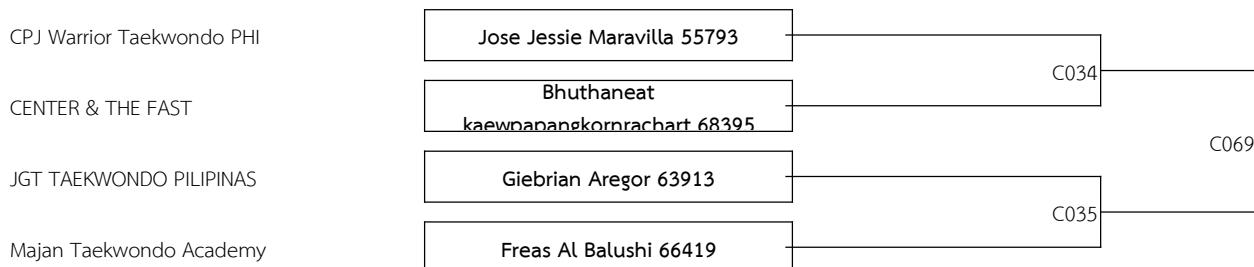 CPJ Warrior Taekwondo PHI
Jose Jessie Maravilla 55793
C034
CENTER & THE FAST
Bhuthaneat
kaewpapangkornrachart 68395
C069
JGT TAEKWONDO PILIPINAS
Giebrian Aregor 63913
C035
Majan Taekwondo Academy
Freas Al Balushi 66419